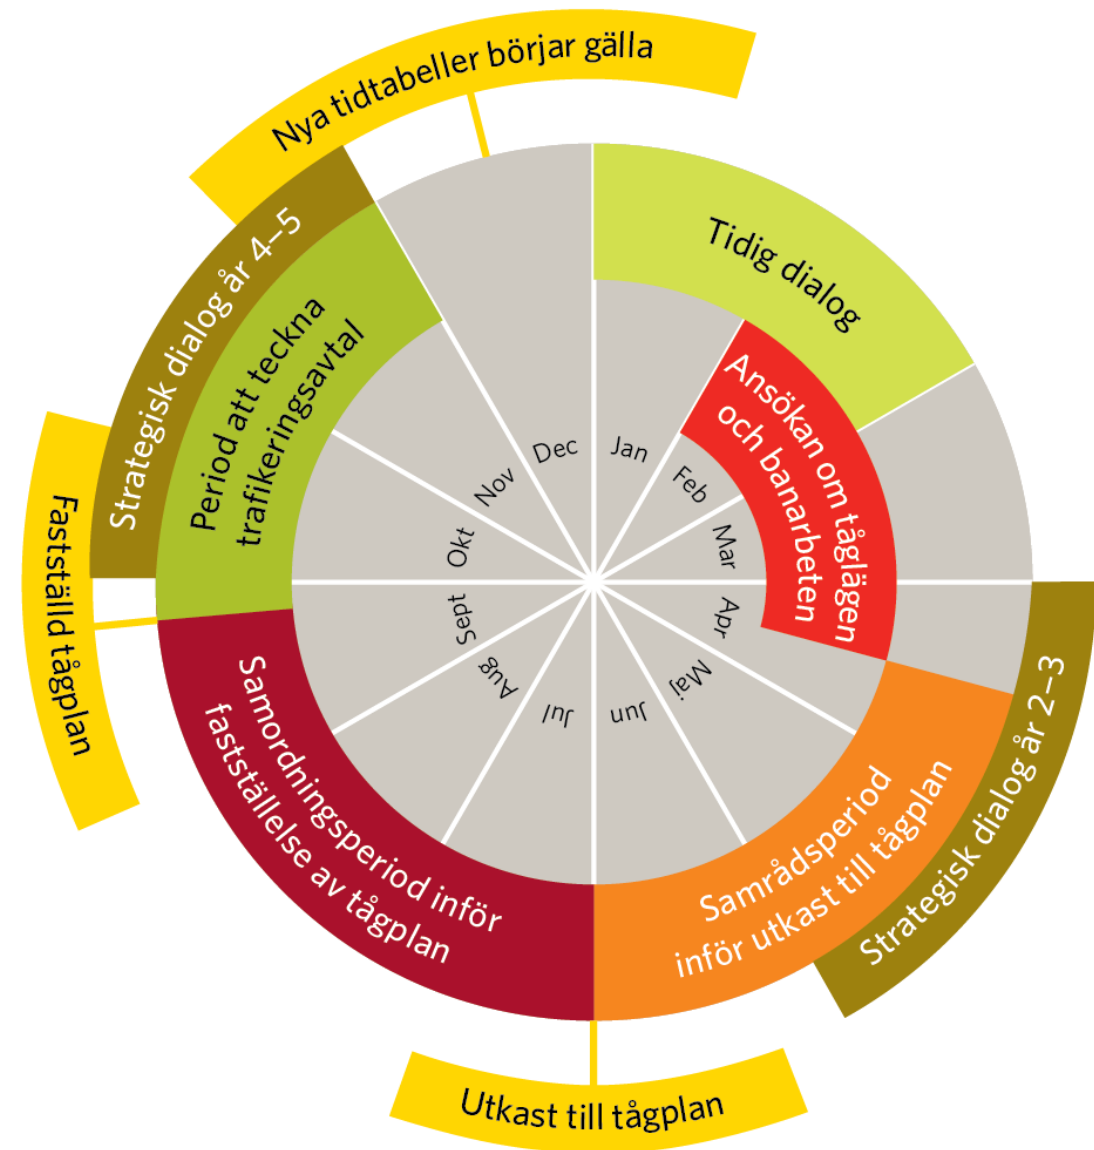 Nya tidtabeller börjar gälla
Tidig dialog
Ansökan om tåglägen
och banarbeten
Strategisk dialog år 2–3
Samrådsperiod
inför utkast till tågplan
Utkast till tågplan
Samordningsperiod inför
fastställelse av tågplan
Fastställd tågplan
Period att teckna
trafikeringsavtal
Strategisk dialog år 4–5
Jan
Feb
Mar
Apr
Maj
Jun
Jul
Aug
Sept
Okt
Nov
Dec